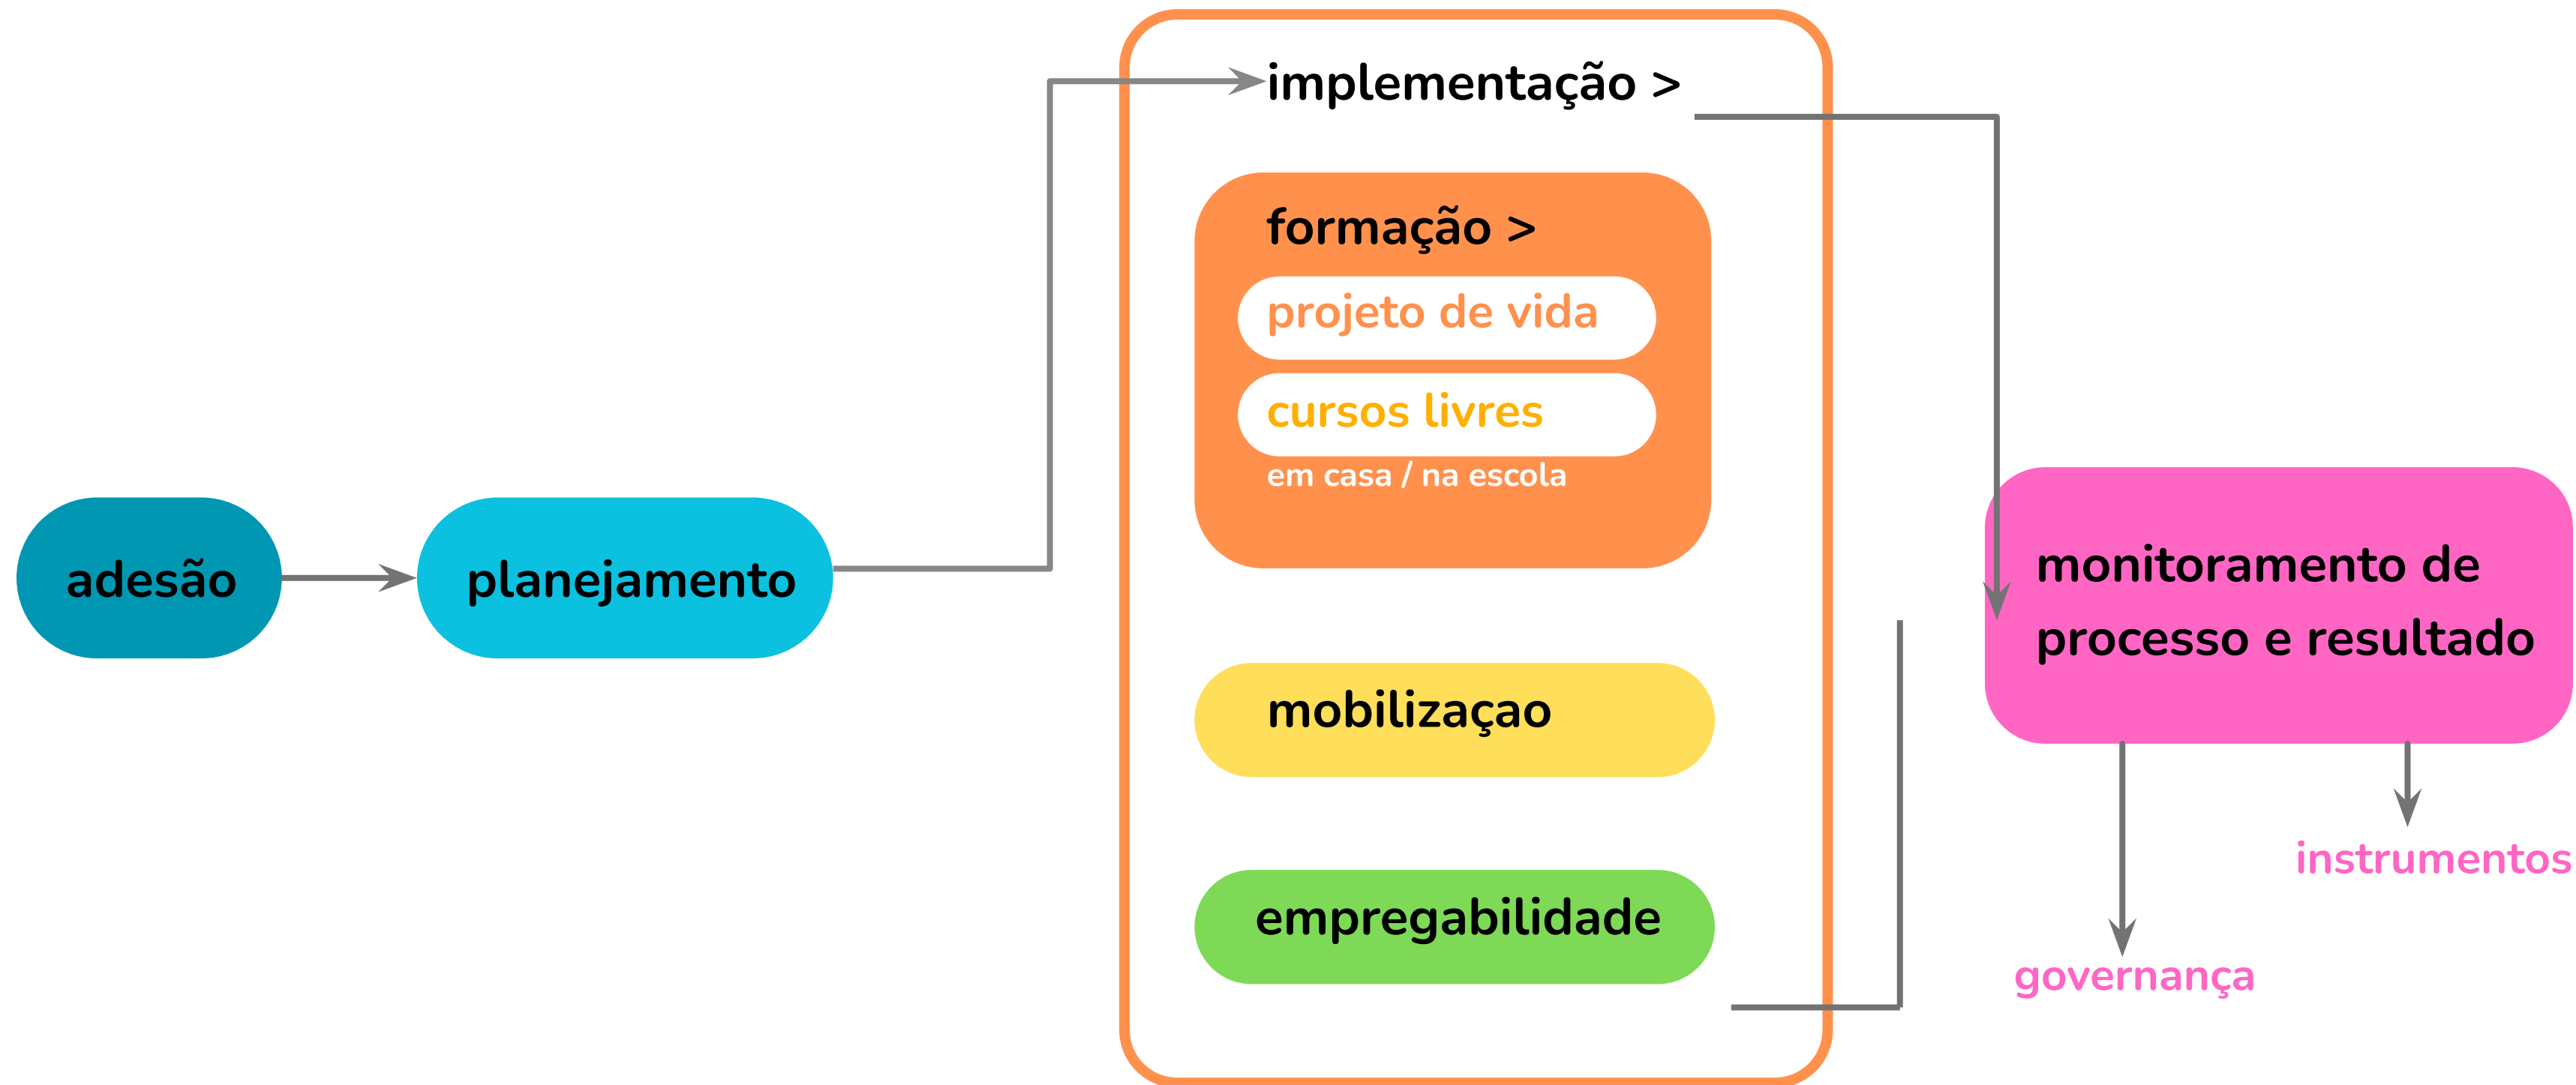 adesão
planejamento
implementação >
formação >
projeto de vida
cursos livres
em casa / na escola
mobilizaçao
empregabilidade
monitoramento de
processo e resultado
instrumentos
governança